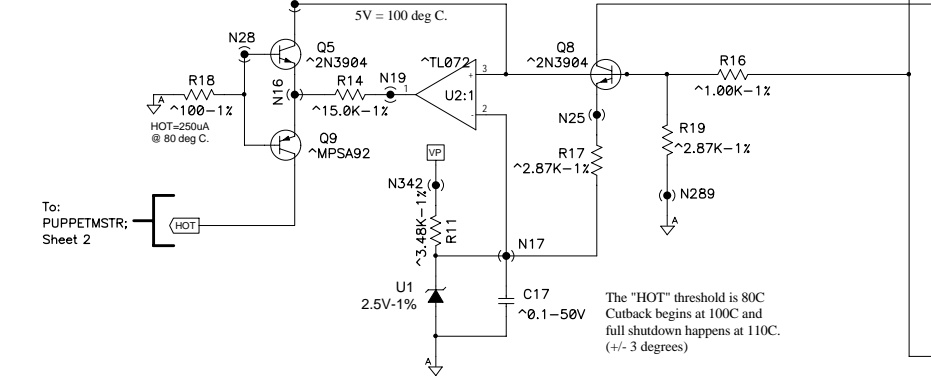 5V = 100 deg C.
N28
Q5
^2N3904
R18
^100-1%
A
HOT=250uA
@ 80 deg C.
N16
R14
^15.0K-1%
N19
1
^TL072
3
+
U2:1
2
-
Q9
^MPSA92
Q8
^2N3904
R16
^1.00K-1%
N25
R17
^2.87K-1%
R19
^2.87K-1%
N289
A
VP
N342
^3.48K-1%
R11
N17
To:
PUPPETMSTR;
Sheet 2
HOT
U1
2.5V-1%
C17
^0.1-50V
A
The "HOT" threshold is 80C
Cutback begins at 100C and
full shutdown happens at 110C.
(+/- 3 degrees)